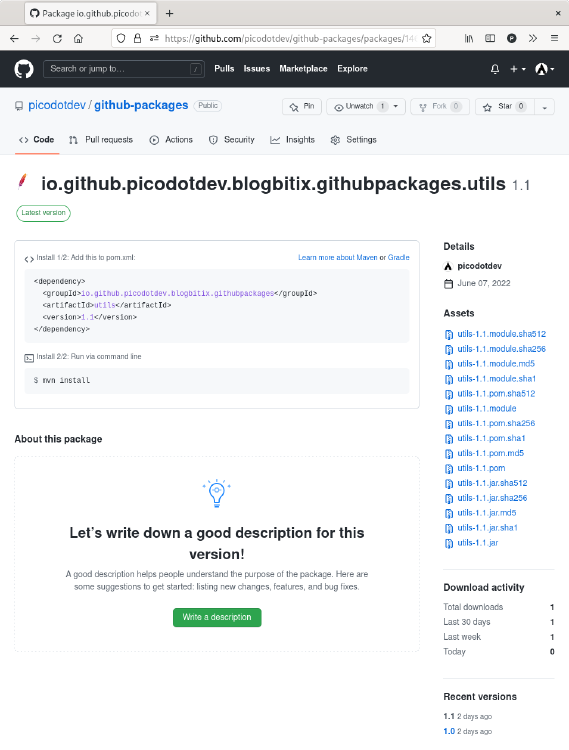 Package io.github.picodot
https://github.com/picodotdev/github-packages/packages/14
Search or jump to…
/
Pulls
Issues
Marketplace
Explore
picodotdev / github-packages
Public
Pin
Unwatch 1
Fork 0
Star 0
Code
Pull requests
Actions
Security
Insights
Settings
io.github.picodotdev.blogbitix.githubpackages.utils 1.1
Latest version
Install 1/2: Add this to pom.xml:
Learn more about Maven or Gradle
<dependency>
<groupId>io.github.picodotdev.blogbitix.githubpackages</groupId>
<artifactId>utils</artifactId>
<version>1.1</version>
</dependency>
Install 2/2: Run via command line
$ mvn install
About this package
Let's write down a good description for this
version!
A good description helps people understand the purpose of the package. Here are
some suggestions to get started: listing new changes, features, and bug fixes.
Write a description
Details
picodotdev
June 07, 2022
Assets
utils-1.1.module.sha512
utils-1.1.module.sha256
utils-1.1.module.md5
utils-1.1.module.sha1
utils-1.1.pom.sha512
utils-1.1.module
utils-1.1.pom.sha256
utils-1.1.pom.sha1
utils-1.1.pom.md5
utils-1.1.pom
utils-1.1.jar.sha512
utils-1.1.jar.sha256
utils-1.1.jar.md5
utils-1.1.jar.sha1
utils-1.1.jar
Download activity
Total downloads 1
Last 30 days 1
Last week 1
Today 0
Recent versions
1.1 2 days ago
1.0 2 days ago